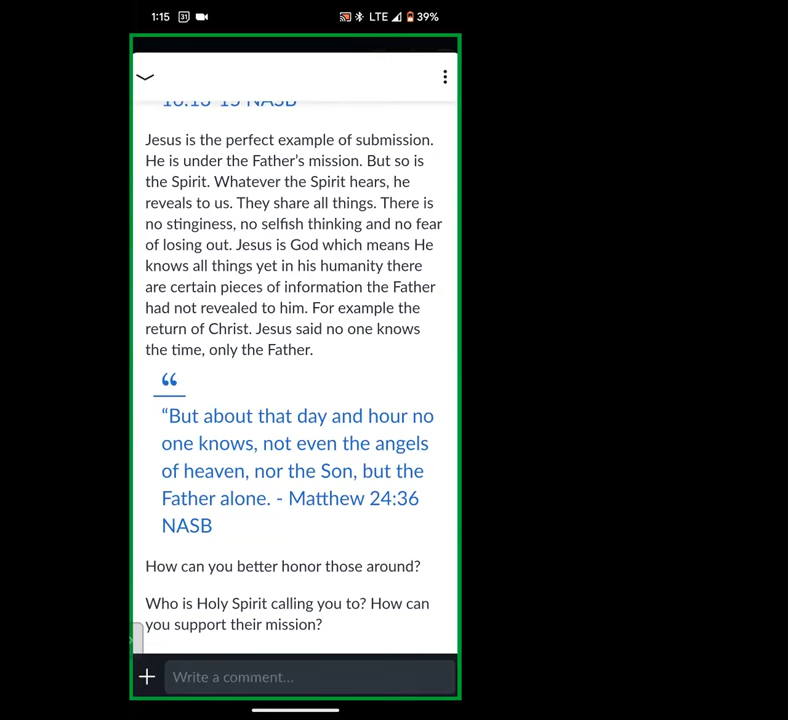 1:15 31 LTE 39%
Jesus is the perfect example of submission.
He is under the Father's mission. But so is
the Spirit. Whatever the Spirit hears, he
reveals to us. They share all things. There is
no stinginess, no selfish thinking and no fear
of losing out. Jesus is God which means He
knows all things yet in his humanity there
are certain pieces of information the Father
had not revealed to him. For example the
return of Christ. Jesus said no one knows
the time, only the Father.
“
“But about that day and hour no
one knows, not even the angels
of heaven, nor the Son, but the
Father alone. - Matthew 24:36
NASB
How can you better honor those around?
Who is Holy Spirit calling you to? How can
you support their mission?
Write a comment...